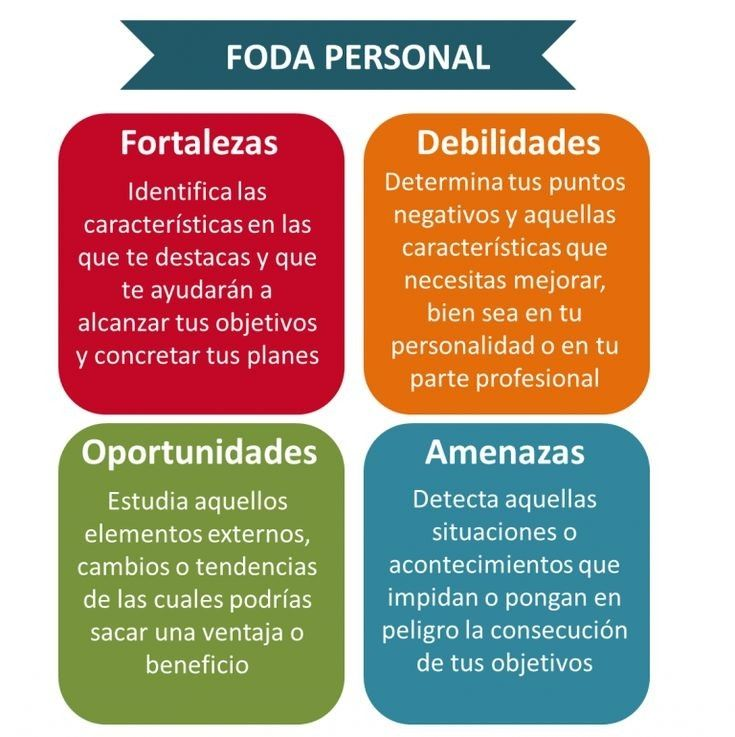 FODA PERSONAL
Fortalezas
Identifica las
características en las
que te destacas y que
te ayudarán a
alcanzar tus objetivos
y concretar tus planes
Debilidades
Determina tus puntos
negativos y aquellas
características que
necesitas mejorar,
bien sea en tu
personalidad o en tu
parte profesional
Oportunidades
Estudia aquellos
elementos externos,
cambios o tendencias
de las cuales podrías
sacar una ventaja o
beneficio
Amenazas
Detecta aquellas
situaciones o
acontecimientos que
impidan o pongan en
peligro la consecución
de tus objetivos